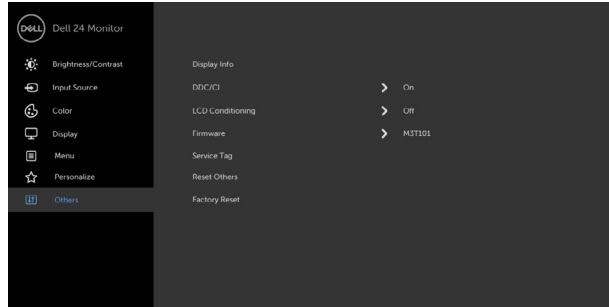 DELL Dell 24 Monitor
Brightness/Contrast
Input Source
Color
Display
Menu
Personalize
Others
Display Info
DDC/CI On
LCD Conditioning Off
Firmware M3T101
Service Tag
Reset Others
Factory Reset